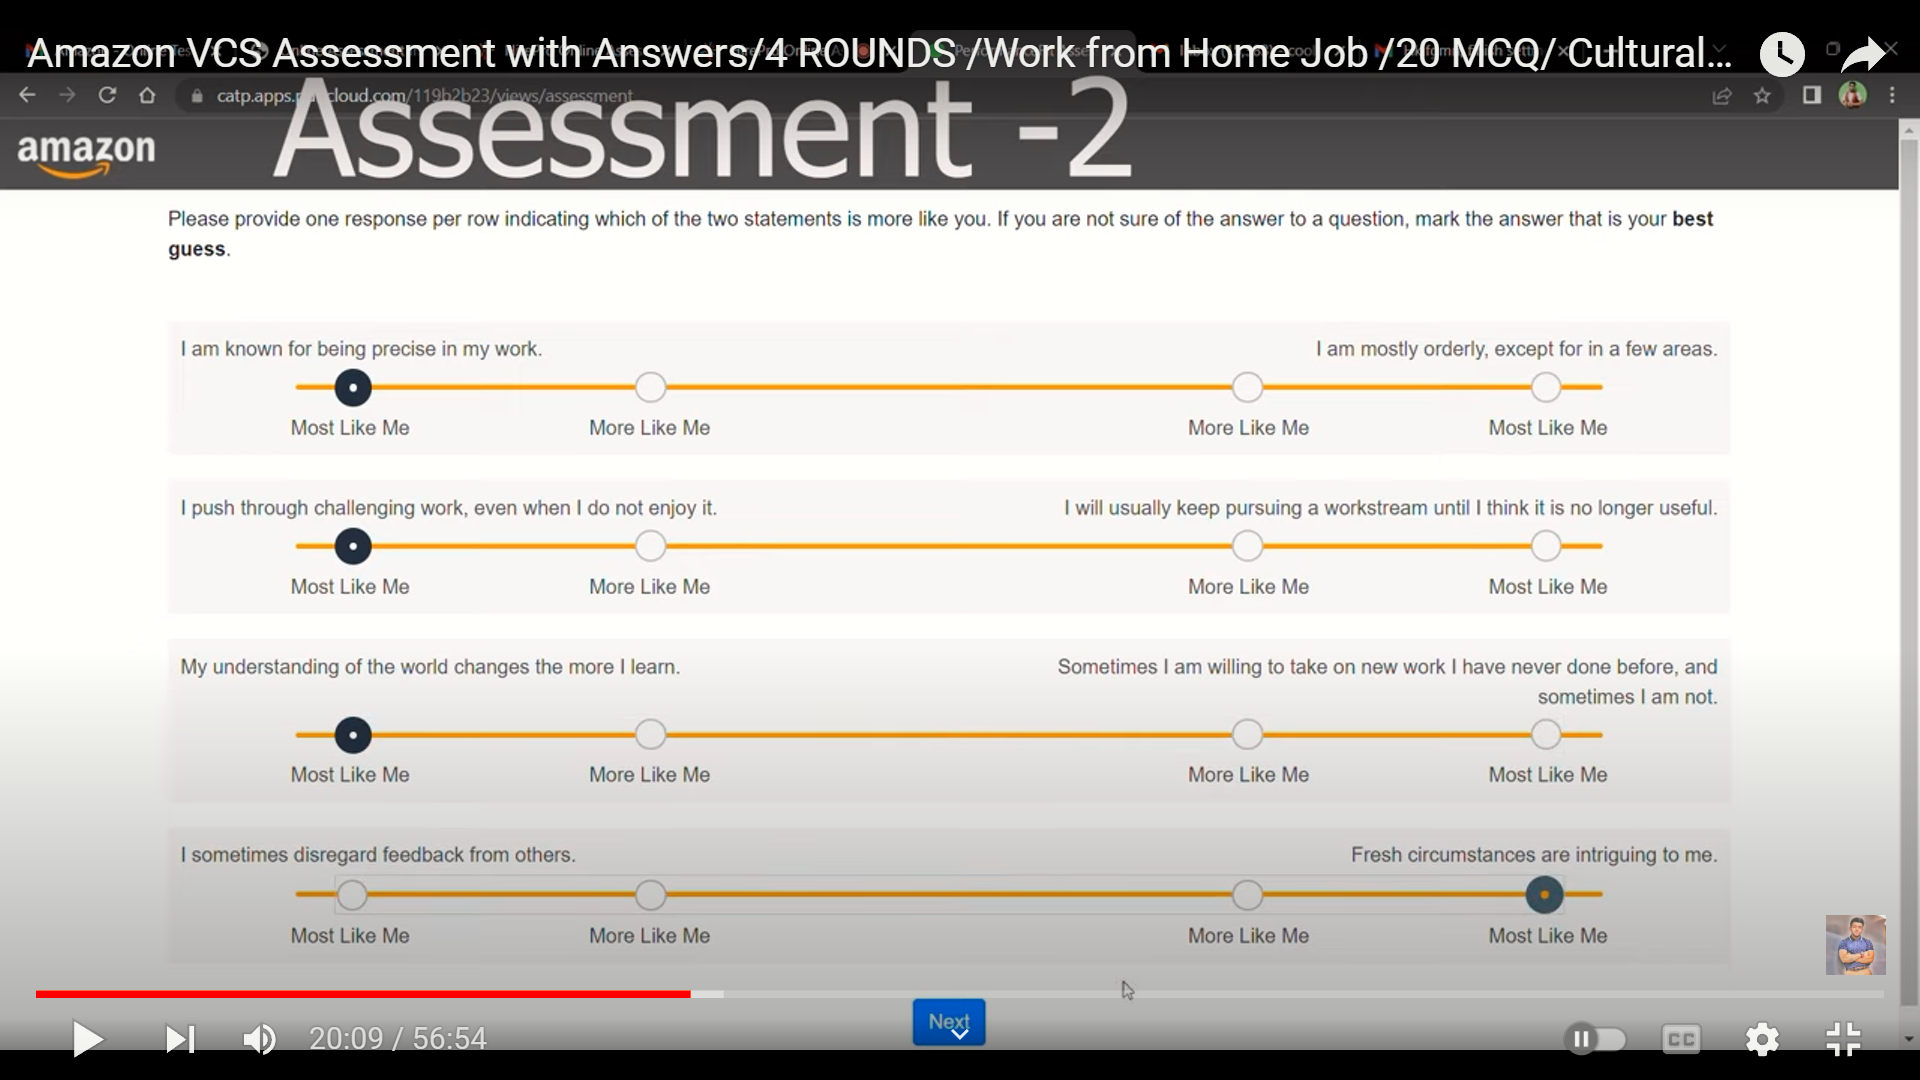 Amazon VCS Assessment with Answers/4 ROUNDS /Work from Home Job /20 MCQ/ Cultural...
amazon
Assessment -2
Please provide one response per row indicating which of the two statements is more like you. If you are not sure of the answer to a question, mark the answer that is your best
guess.
I am known for being precise in my work.
I am mostly orderly, except for in a few areas.
Most Like Me
More Like Me
More Like Me
Most Like Me
I push through challenging work, even when I do not enjoy it.
I will usually keep pursuing a workstream until I think it is no longer useful.
Most Like Me
More Like Me
More Like Me
Most Like Me
My understanding of the world changes the more I learn.
Sometimes I am willing to take on new work I have never done before, and
sometimes I am not.
Most Like Me
More Like Me
More Like Me
Most Like Me
I sometimes disregard feedback from others.
Fresh circumstances are intriguing to me.
Most Like Me
More Like Me
More Like Me
Most Like Me
Next
20:09 / 56:54
CC